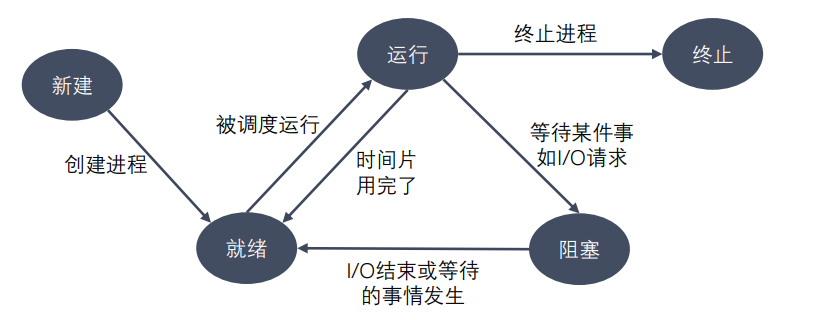 运行
终止进程
终止
新建
被调度运行
等待某件事
如I/O请求
创建进程
时间片
用完了
就绪
阻塞
I/O结束或等待
的事情发生